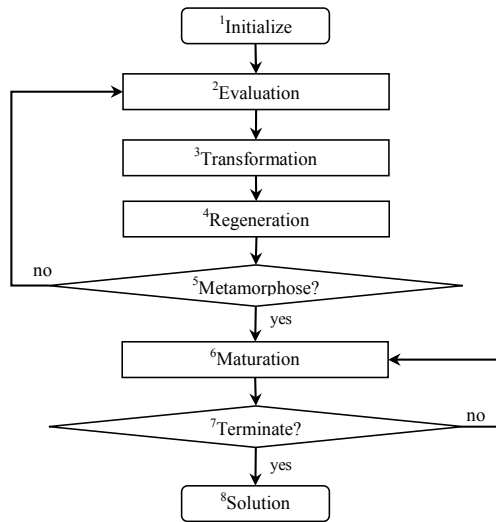 ¹Initialize
²Evaluation
³Transformation
⁴Regeneration
no
⁵Metamorphose?
yes
⁶Maturation
⁷Terminate?
no
yes
⁸Solution